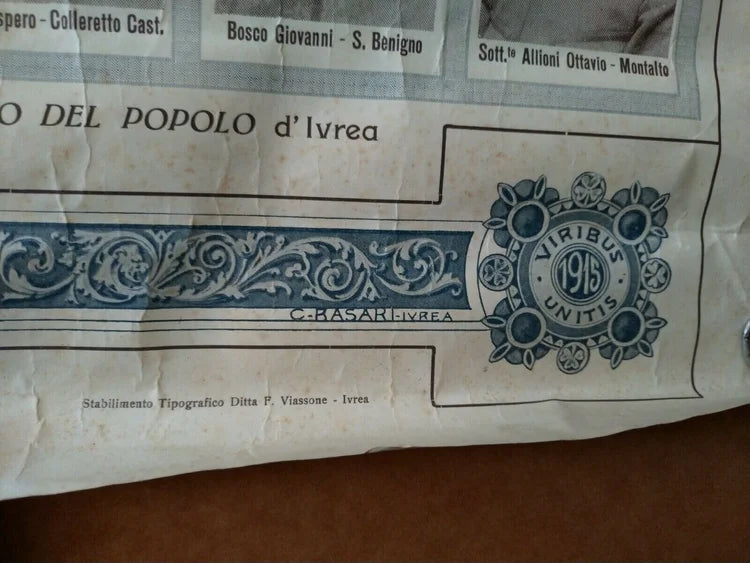 spero - Colleretto Cast.
Bosco Giovanni - S. Benigno
Sott.te Allioni Ottavio - Montalto
O DEL POPOLO d'Ivrea
VIRIBUS
1915
UNITIS
C-RASARI-IVREA
Stabilimento Tipografico Ditta F. Viassone - Ivrea